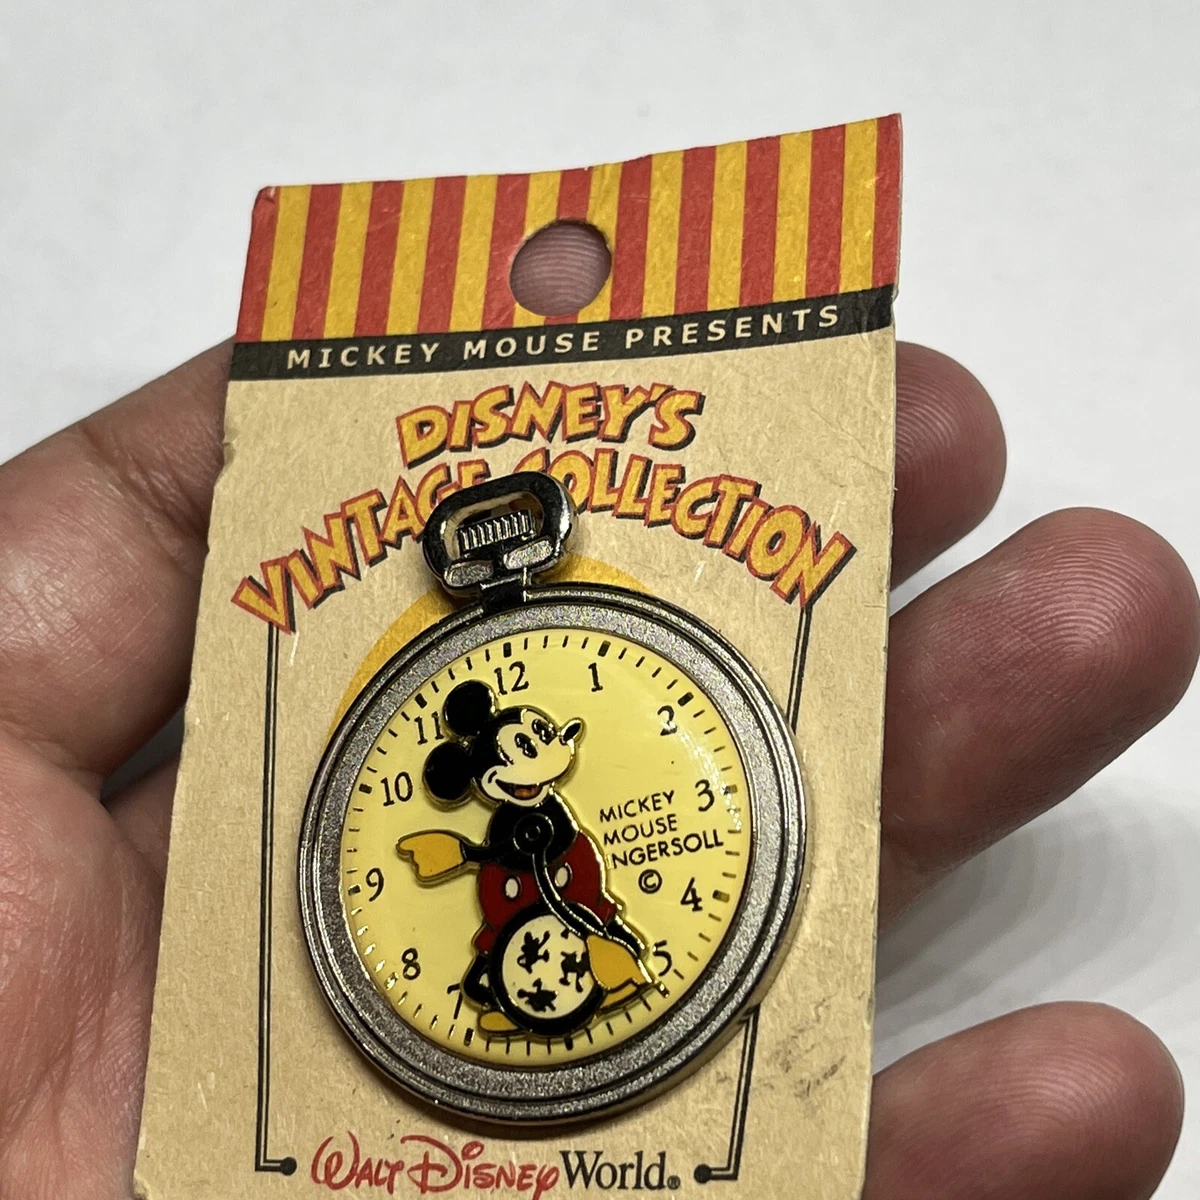 MICKEY MOUSE PRESENTS
DISNEY'S
VINTAGE COLLECTION
12
1
2
3
4
5
7
8
9
10
11
MICKEY
MOUSE
INGERSOLL
©
WALT DISNEY World®